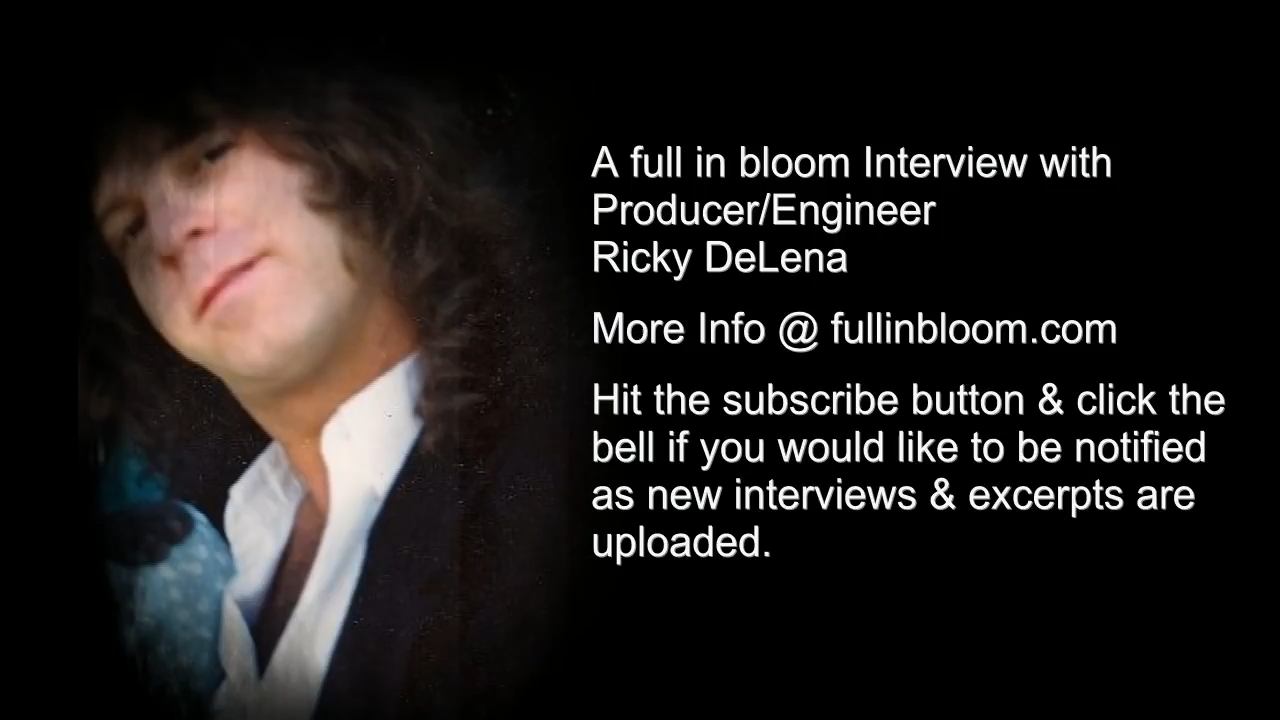 A full in bloom Interview with
Producer/Engineer
Ricky DeLena
More Info @ fullinbloom.com
Hit the subscribe button & click the
bell if you would like to be notified
as new interviews & excerpts are
uploaded.